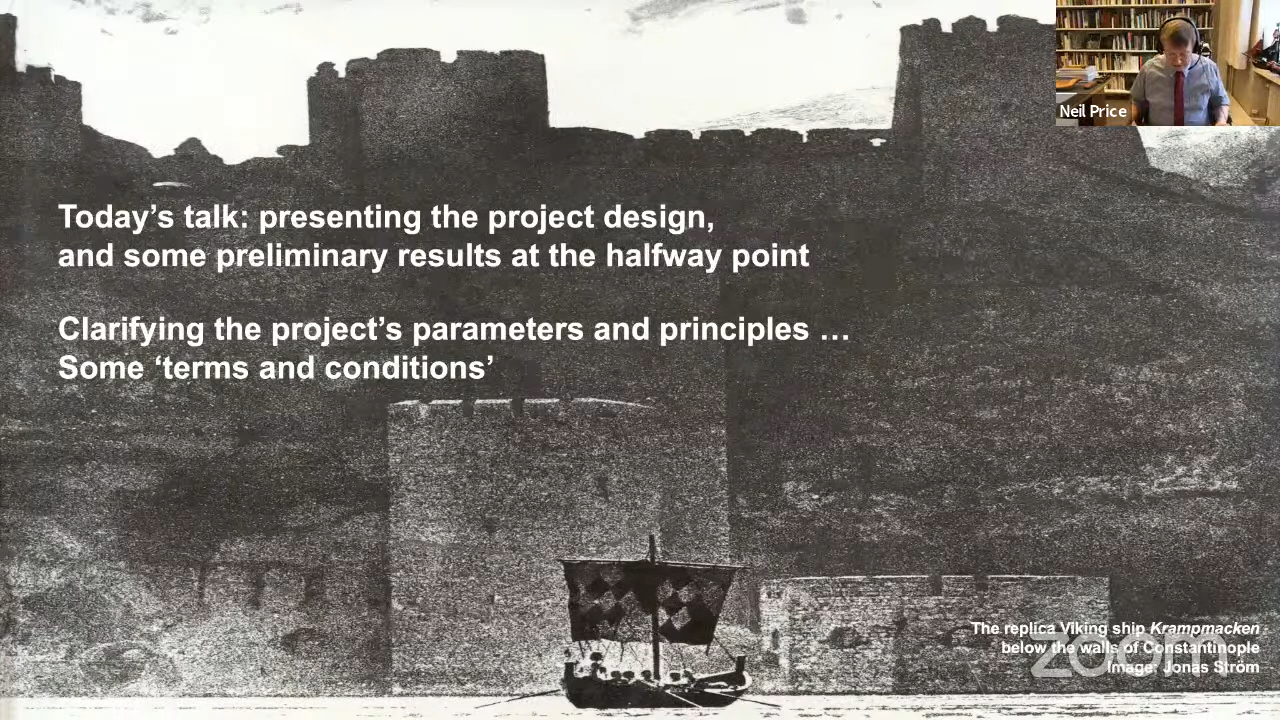 Neil Price
Today’s talk: presenting the project design,
and some preliminary results at the halfway point
Clarifying the project’s parameters and principles …
Some ‘terms and conditions’
The replica Viking ship Krampmacken
below the walls of Constantinople
Image: Jonas Ström
zoom